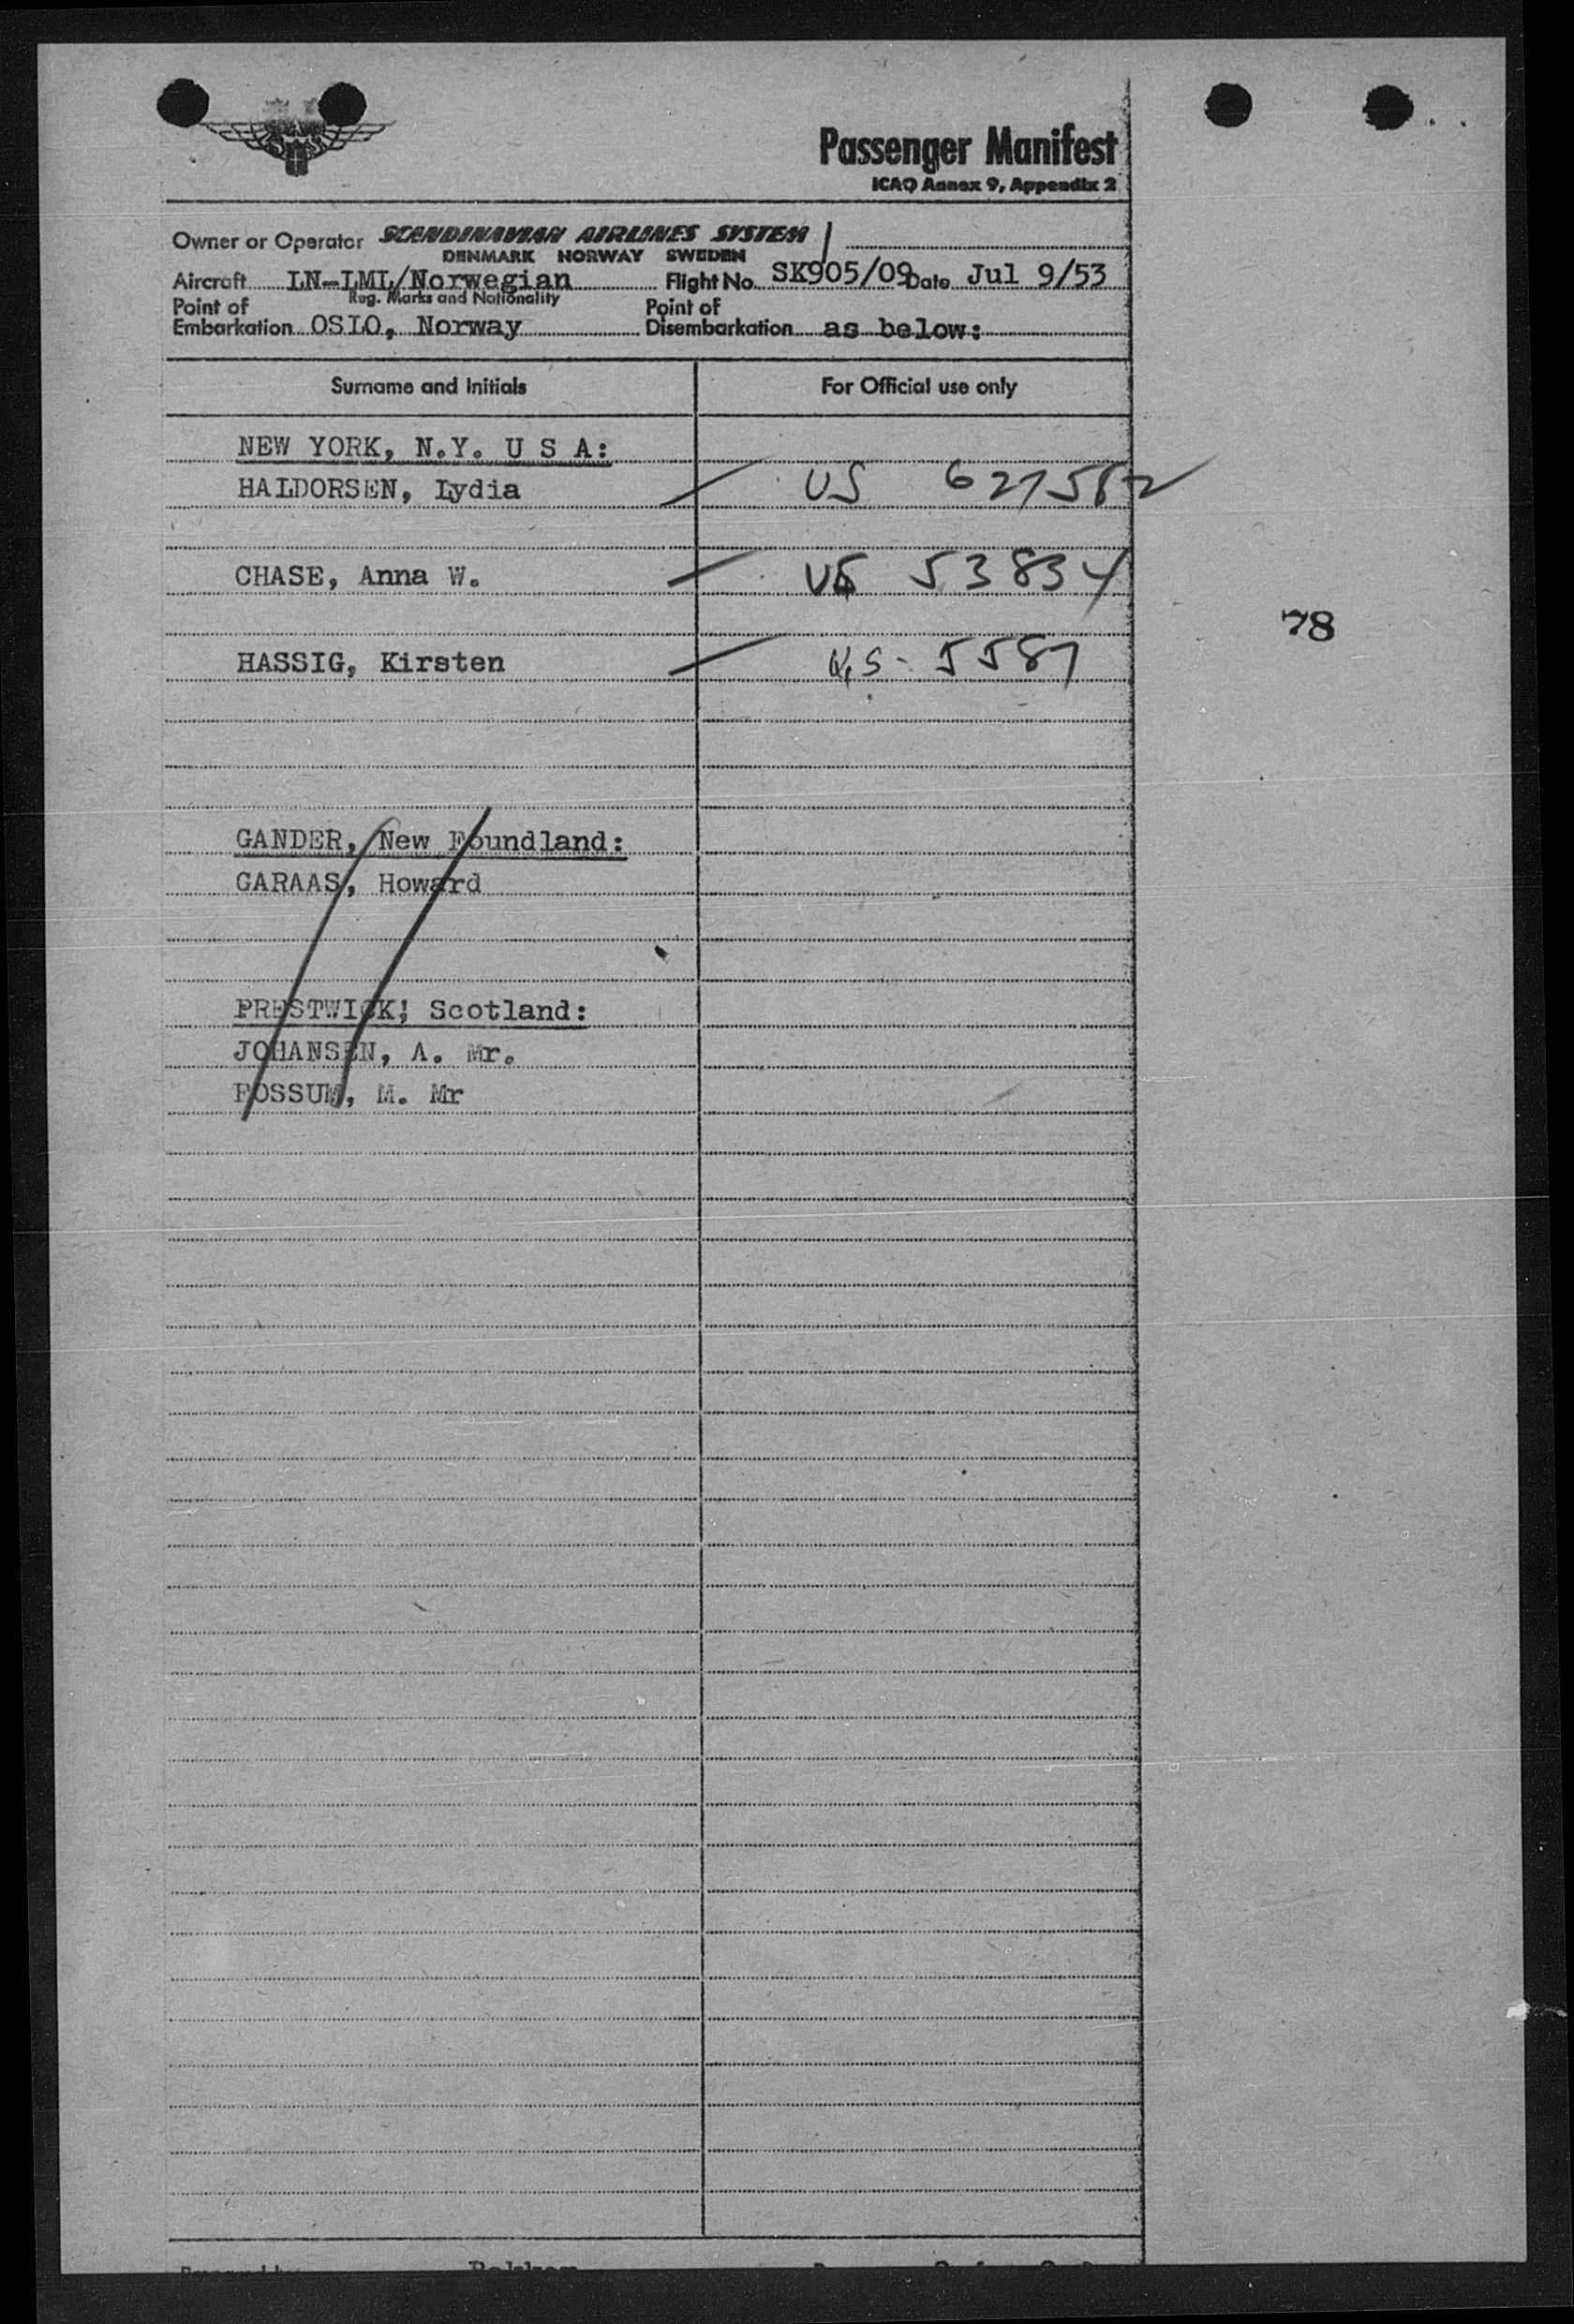 Passenger Manifest
ICAO Annex 9, Appendix 2
Owner or Operator SCANDINAVIAN AIRLINES SYSTEM
DENMARK NORWAY SWEDEN
Aircraft LN-LML/Norwegian Flight No. SK905/09 Date Jul 9/53
Reg. Marks and Nationality
Point of Embarkation OSLO, Norway Point of Disembarkation as below:
Surname and Initials For Official use only
NEW YORK, N.Y. U S A:
HALDORSEN, Lydia US 627582
CHASE, Anna W. US 53834
78
HASSIG, Kirsten U.S- 5587
GANDER, New Foundland:
GARAAS, Howard
PRESTWICK, Scotland:
JOHANSEN, A. Mr.
FOSSUM, M. Mr